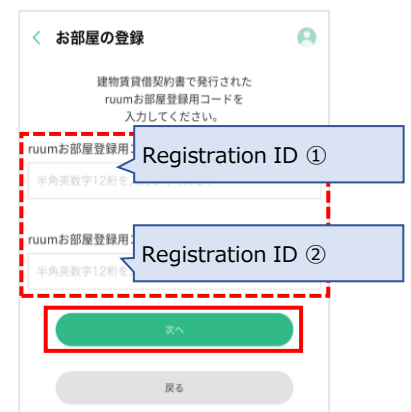 お部屋の登録
建物賃貸借契約書で発行された
ruumお部屋登録用コードを
入力してください。
ruumお部屋登録用
Registration ID ①
半角英数字12桁を
ruumお部屋登録用
Registration ID ②
半角英数字12桁を
次へ
戻る